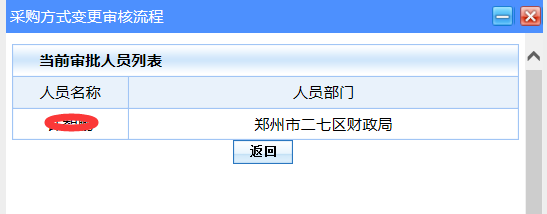 采购方式变更审核流程
当前审批人员列表
人员名称 人员部门
郑州市二七区财政局
返回